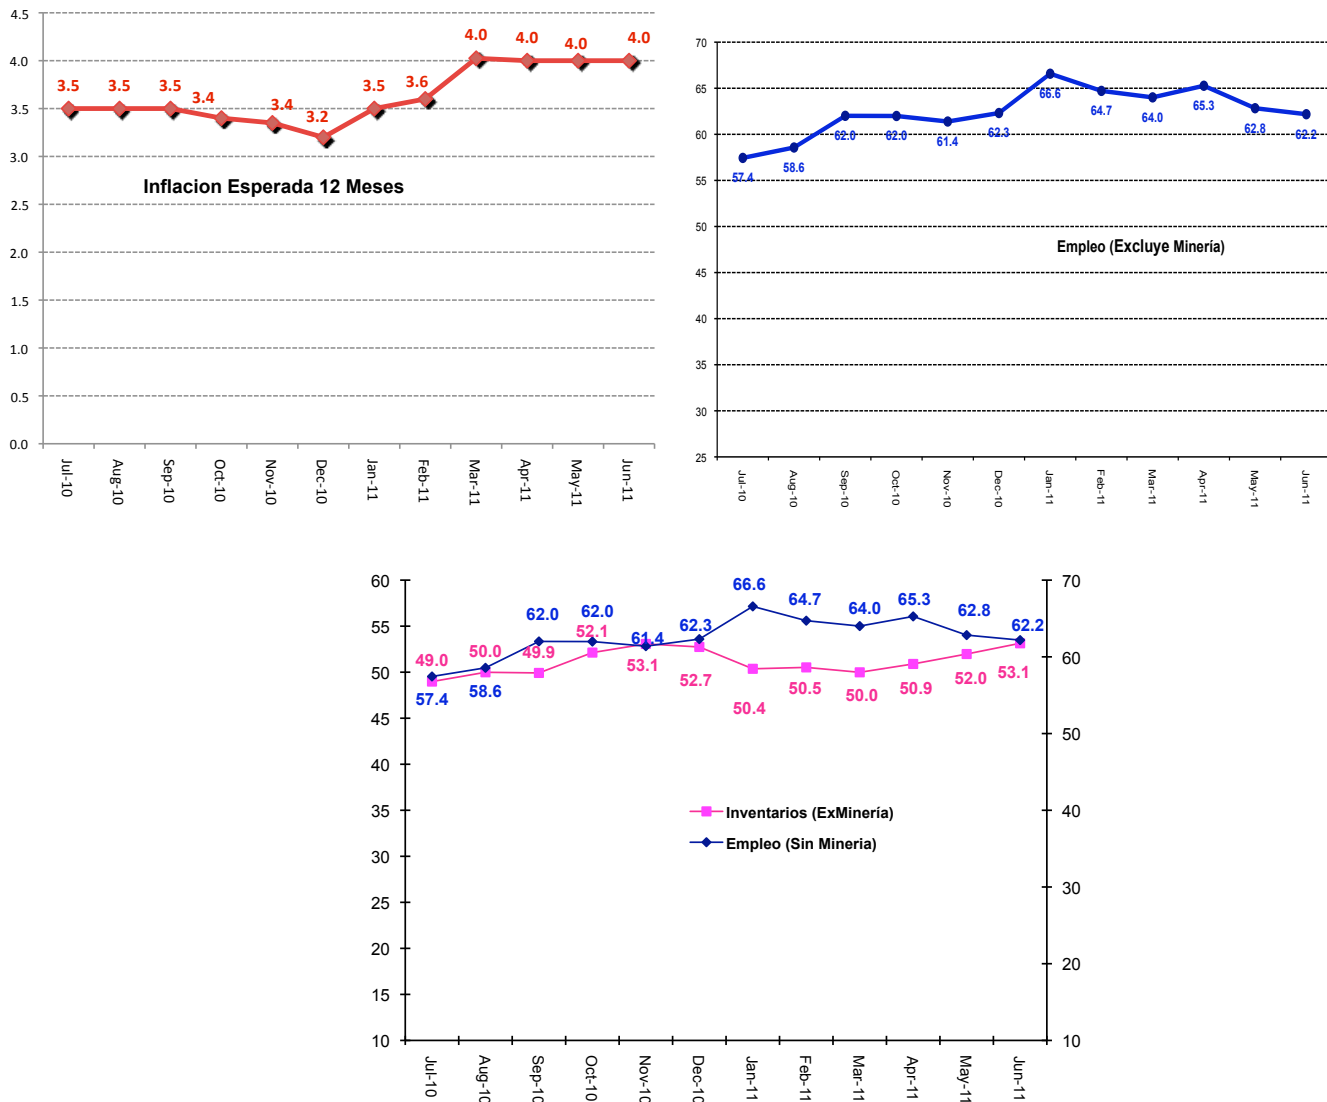 4.5
4.0
3.5
3.0
2.5
2.0
1.5
1.0
0.5
0.0
3.5
3.5
3.5
3.4
3.4
3.2
3.5
3.6
4.0
4.0
4.0
4.0
Inflacion Esperada 12 Meses
Jul-10
Aug-10
Sep-10
Oct-10
Nov-10
Dec-10
Jan-11
Feb-11
Mar-11
Apr-11
May-11
Jun-11
70
65
60
55
50
45
40
35
30
25
57.4
58.6
62.0
62.0
61.4
62.3
66.6
64.7
64.0
65.3
62.8
62.2
Empleo (Excluye Minería)
Jul-10
Aug-10
Sep-10
Oct-10
Nov-10
Dec-10
Jan-11
Feb-11
Mar-11
Apr-11
May-11
Jun-11
60
55
50
45
40
35
30
25
20
15
10
57.4
58.6
62.0
62.0
61.4
62.3
66.6
64.7
64.0
65.3
62.8
62.2
49.0
50.0
49.9
52.1
53.1
52.7
50.4
50.5
50.0
50.9
52.0
53.1
Inventarios (ExMinería)
Empleo (Sin Mineria)
70
60
50
40
30
20
10
Jul-10
Aug-10
Sep-10
Oct-10
Nov-10
Dec-10
Jan-11
Feb-11
Mar-11
Apr-11
May-11
Jun-11